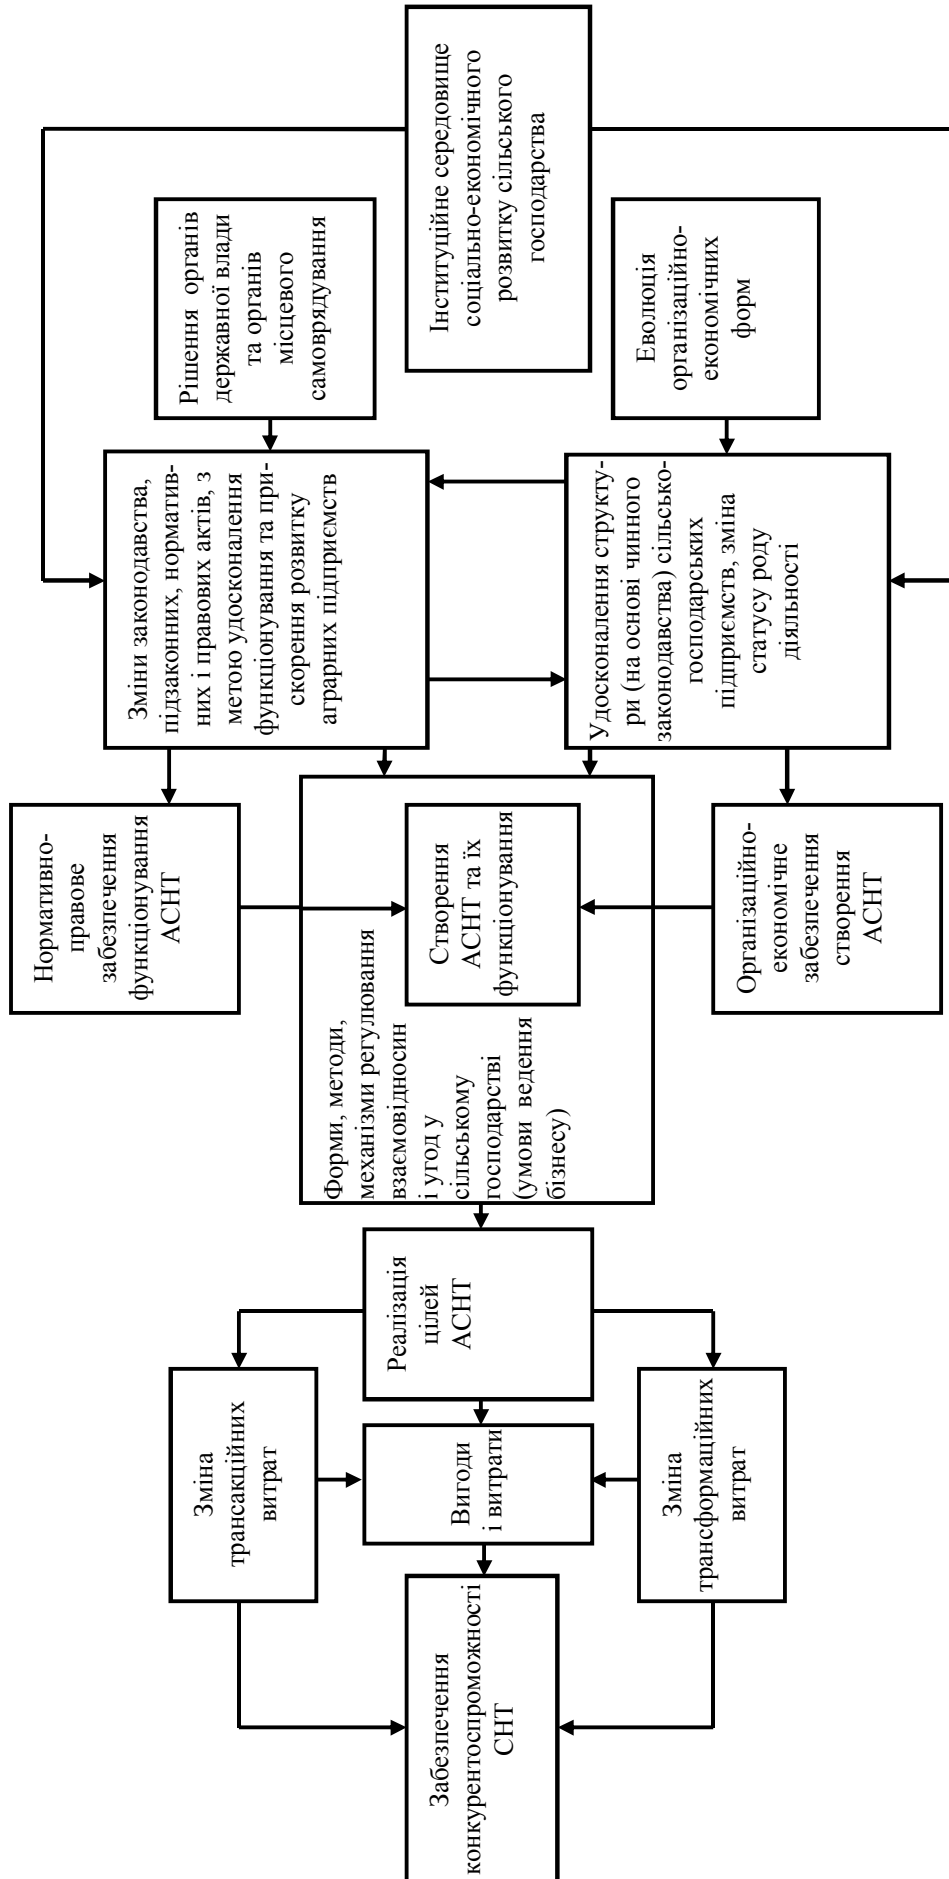 Зміна
трансакційних
витрат
Нормативно-
правове
забезпечення
функціонування
АСНТ
Зміни законодавства,
підзаконних, норматив-
них і правових актів, з
метою удосконалення
функціонування та при-
скорення розвитку
аграрних підприємств
Рішення органів
державної влади
та органів
місцевого
самоврядування
Забезпечення
конкурентоспроможності
СНТ
Вигоди
і витрати
Реалізація
цілей
АСНТ
Форми, методи,
механізми регулювання
взаємовідносин
і угод у
сільському
господарстві
(умови ведення
бізнесу)
Створення
АСНТ та їх
функціонування
Інституційне середовище
соціально-економічного
розвитку сільського
господарства
Зміна
трансформаційних
витрат
Організаційно-
економічне
забезпечення
створення
АСНТ
Удосконалення структу-
ри (на основі чинного
законодавства) сільсько-
господарських
підприємств, зміна
статусу роду
діяльності
Еволюція
організаційно-
економічних
форм